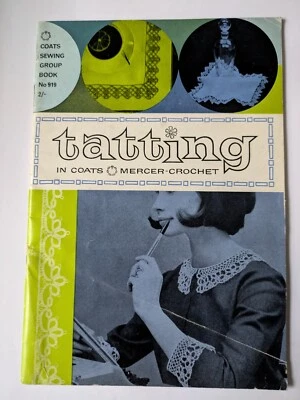 COATS
SEWING
GROUP
BOOK
No 919
2/-
tatting
IN COATS MERCER-CROCHET